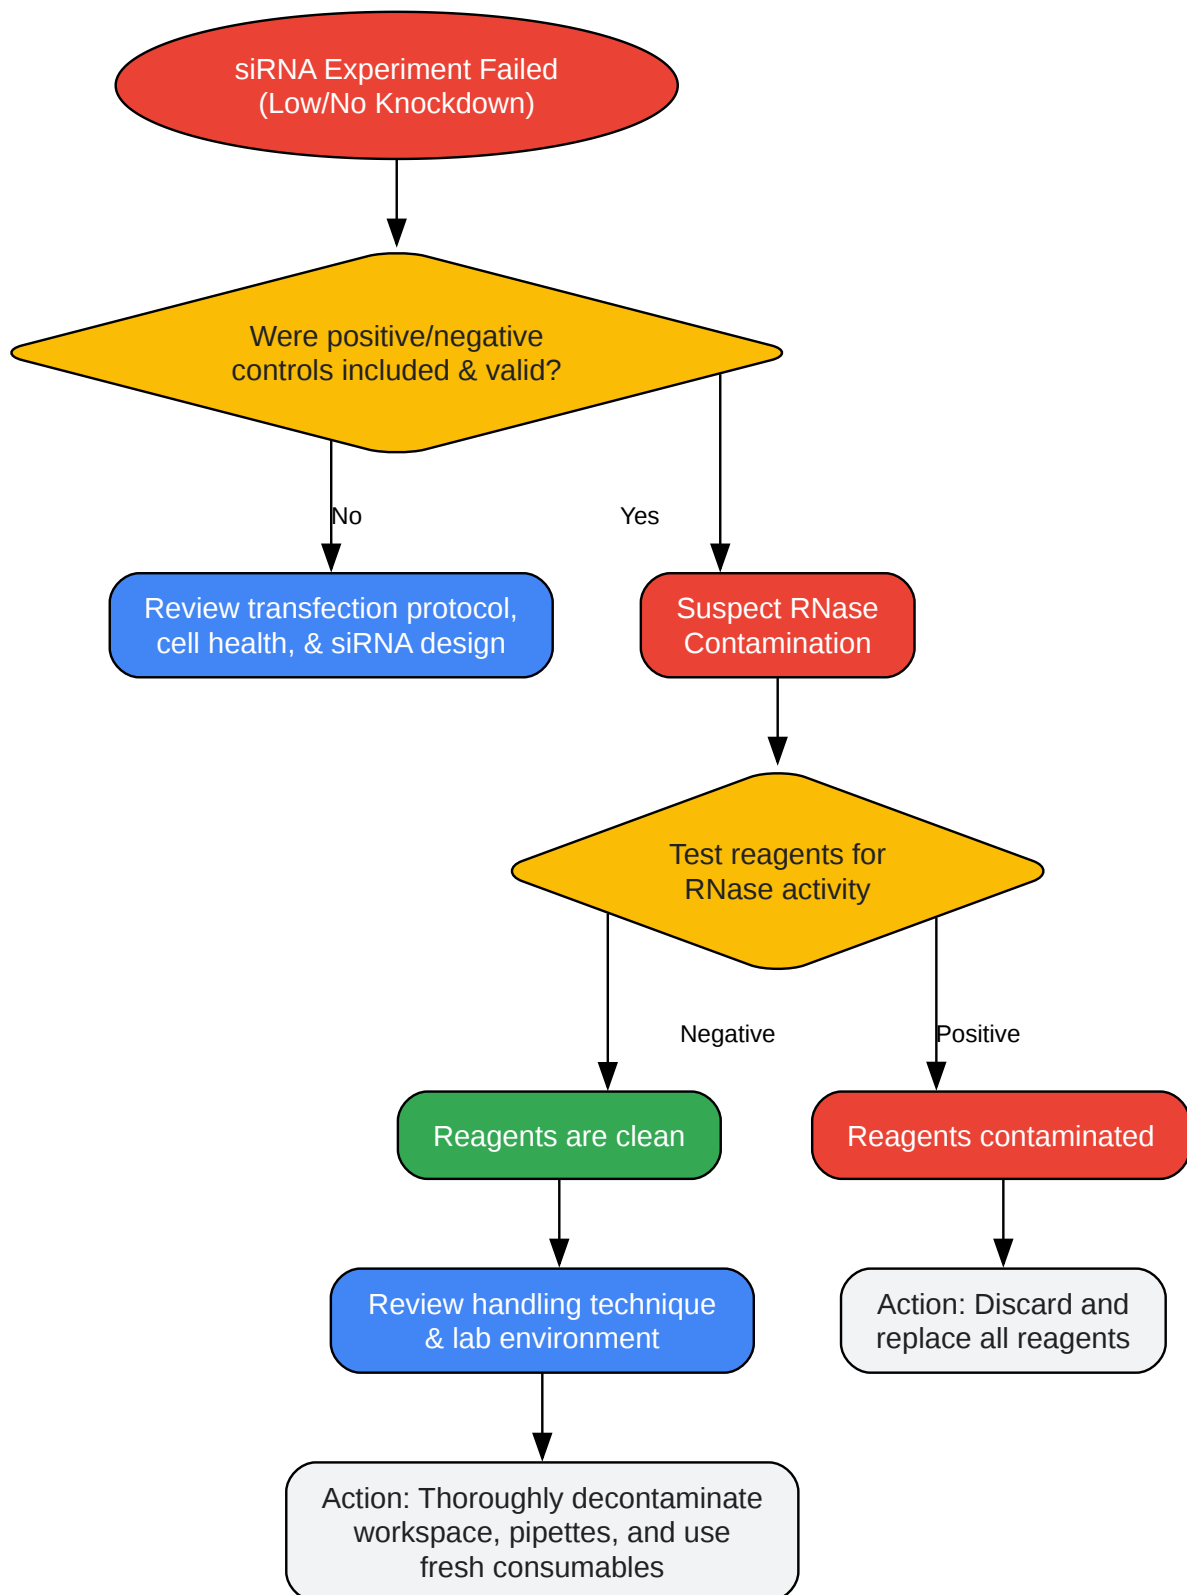 siRNA Experiment Failed
(Low/No Knockdown)
Were positive/negative
controls included & valid?
No
Yes
Review transfection protocol,
cell health, & siRNA design
Suspect RNase
Contamination
Test reagents for
RNase activity
Negative
Positive
Reagents are clean
Reagents contaminated
Review handling technique
& lab environment
Action: Discard and
replace all reagents
Action: Thoroughly decontaminate
workspace, pipettes, and use
fresh consumables